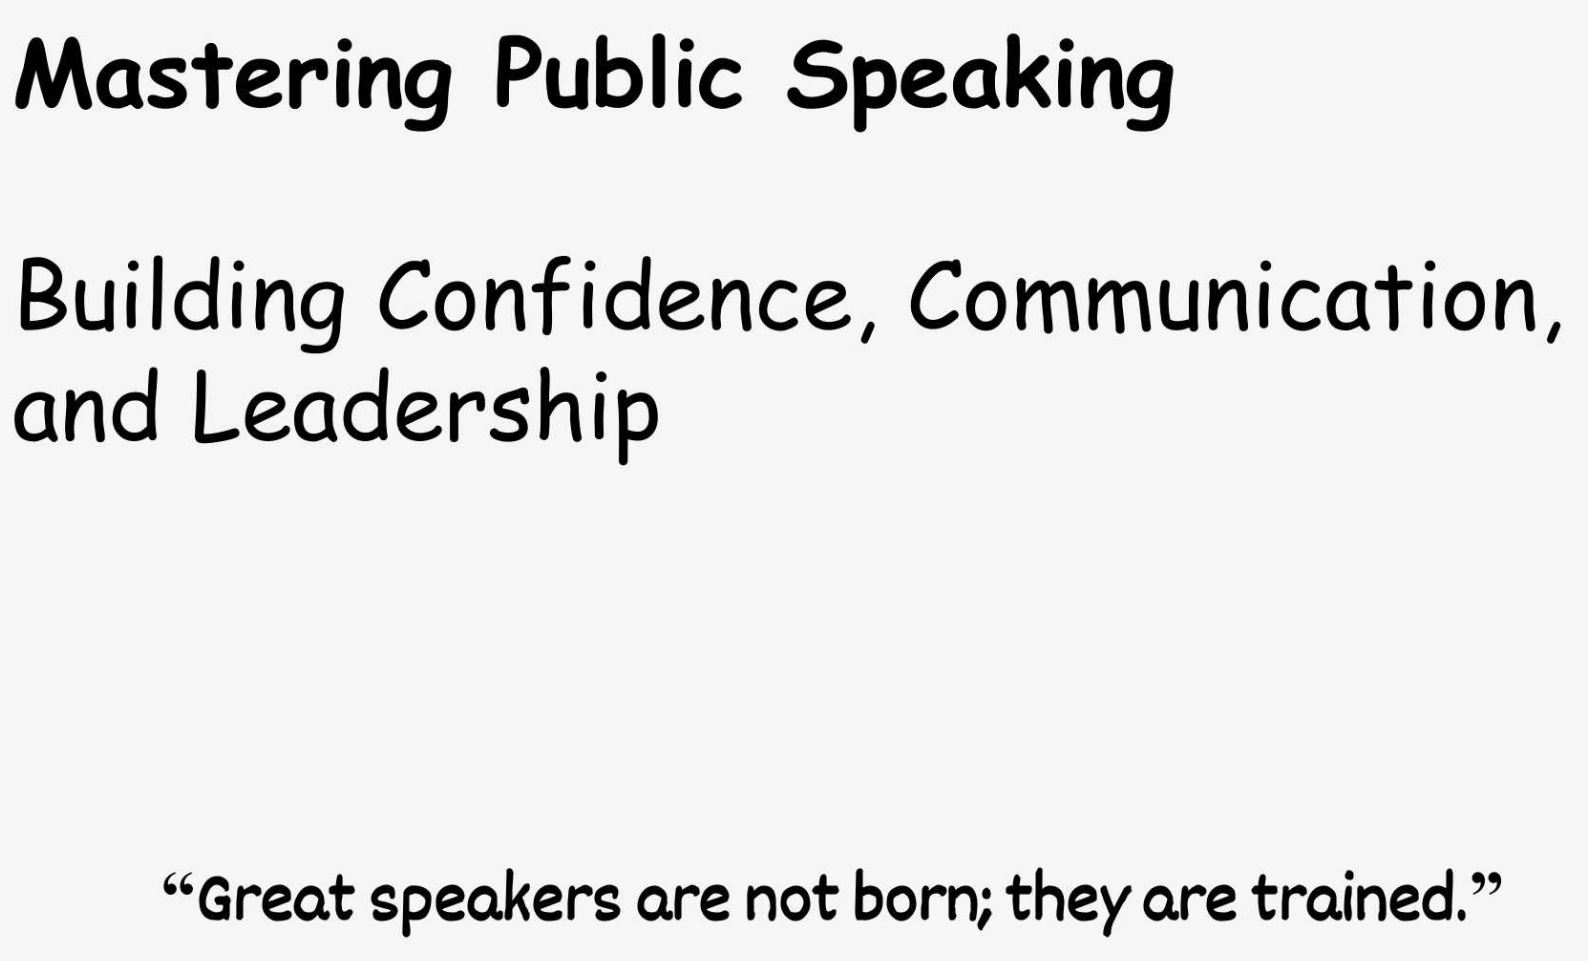 Mastering Public Speaking
Building Confidence, Communication,
and Leadership
“Great speakers are not born; they are trained.”